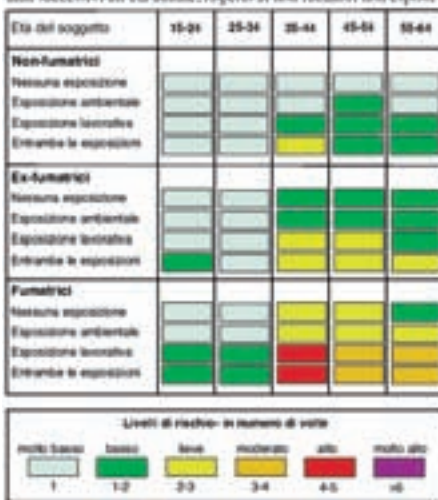 Età del soggetto 15-24 25-34 35-44 45-54 55-64
Non-fumatrici
Nessuna esposizione
Esposizione ambientale
Esposizione lavorativa
Entrambe le esposizioni
Ex-fumatrici
Nessuna esposizione
Esposizione ambientale
Esposizione lavorativa
Entrambe le esposizioni
Fumatrici
Nessuna esposizione
Esposizione ambientale
Esposizione lavorativa
Entrambe le esposizioni
Livelli di rischio- in numero di volte
molto basso basso lieve moderato alto molto alto
1 1-2 2-3 3-4 4-5 >6